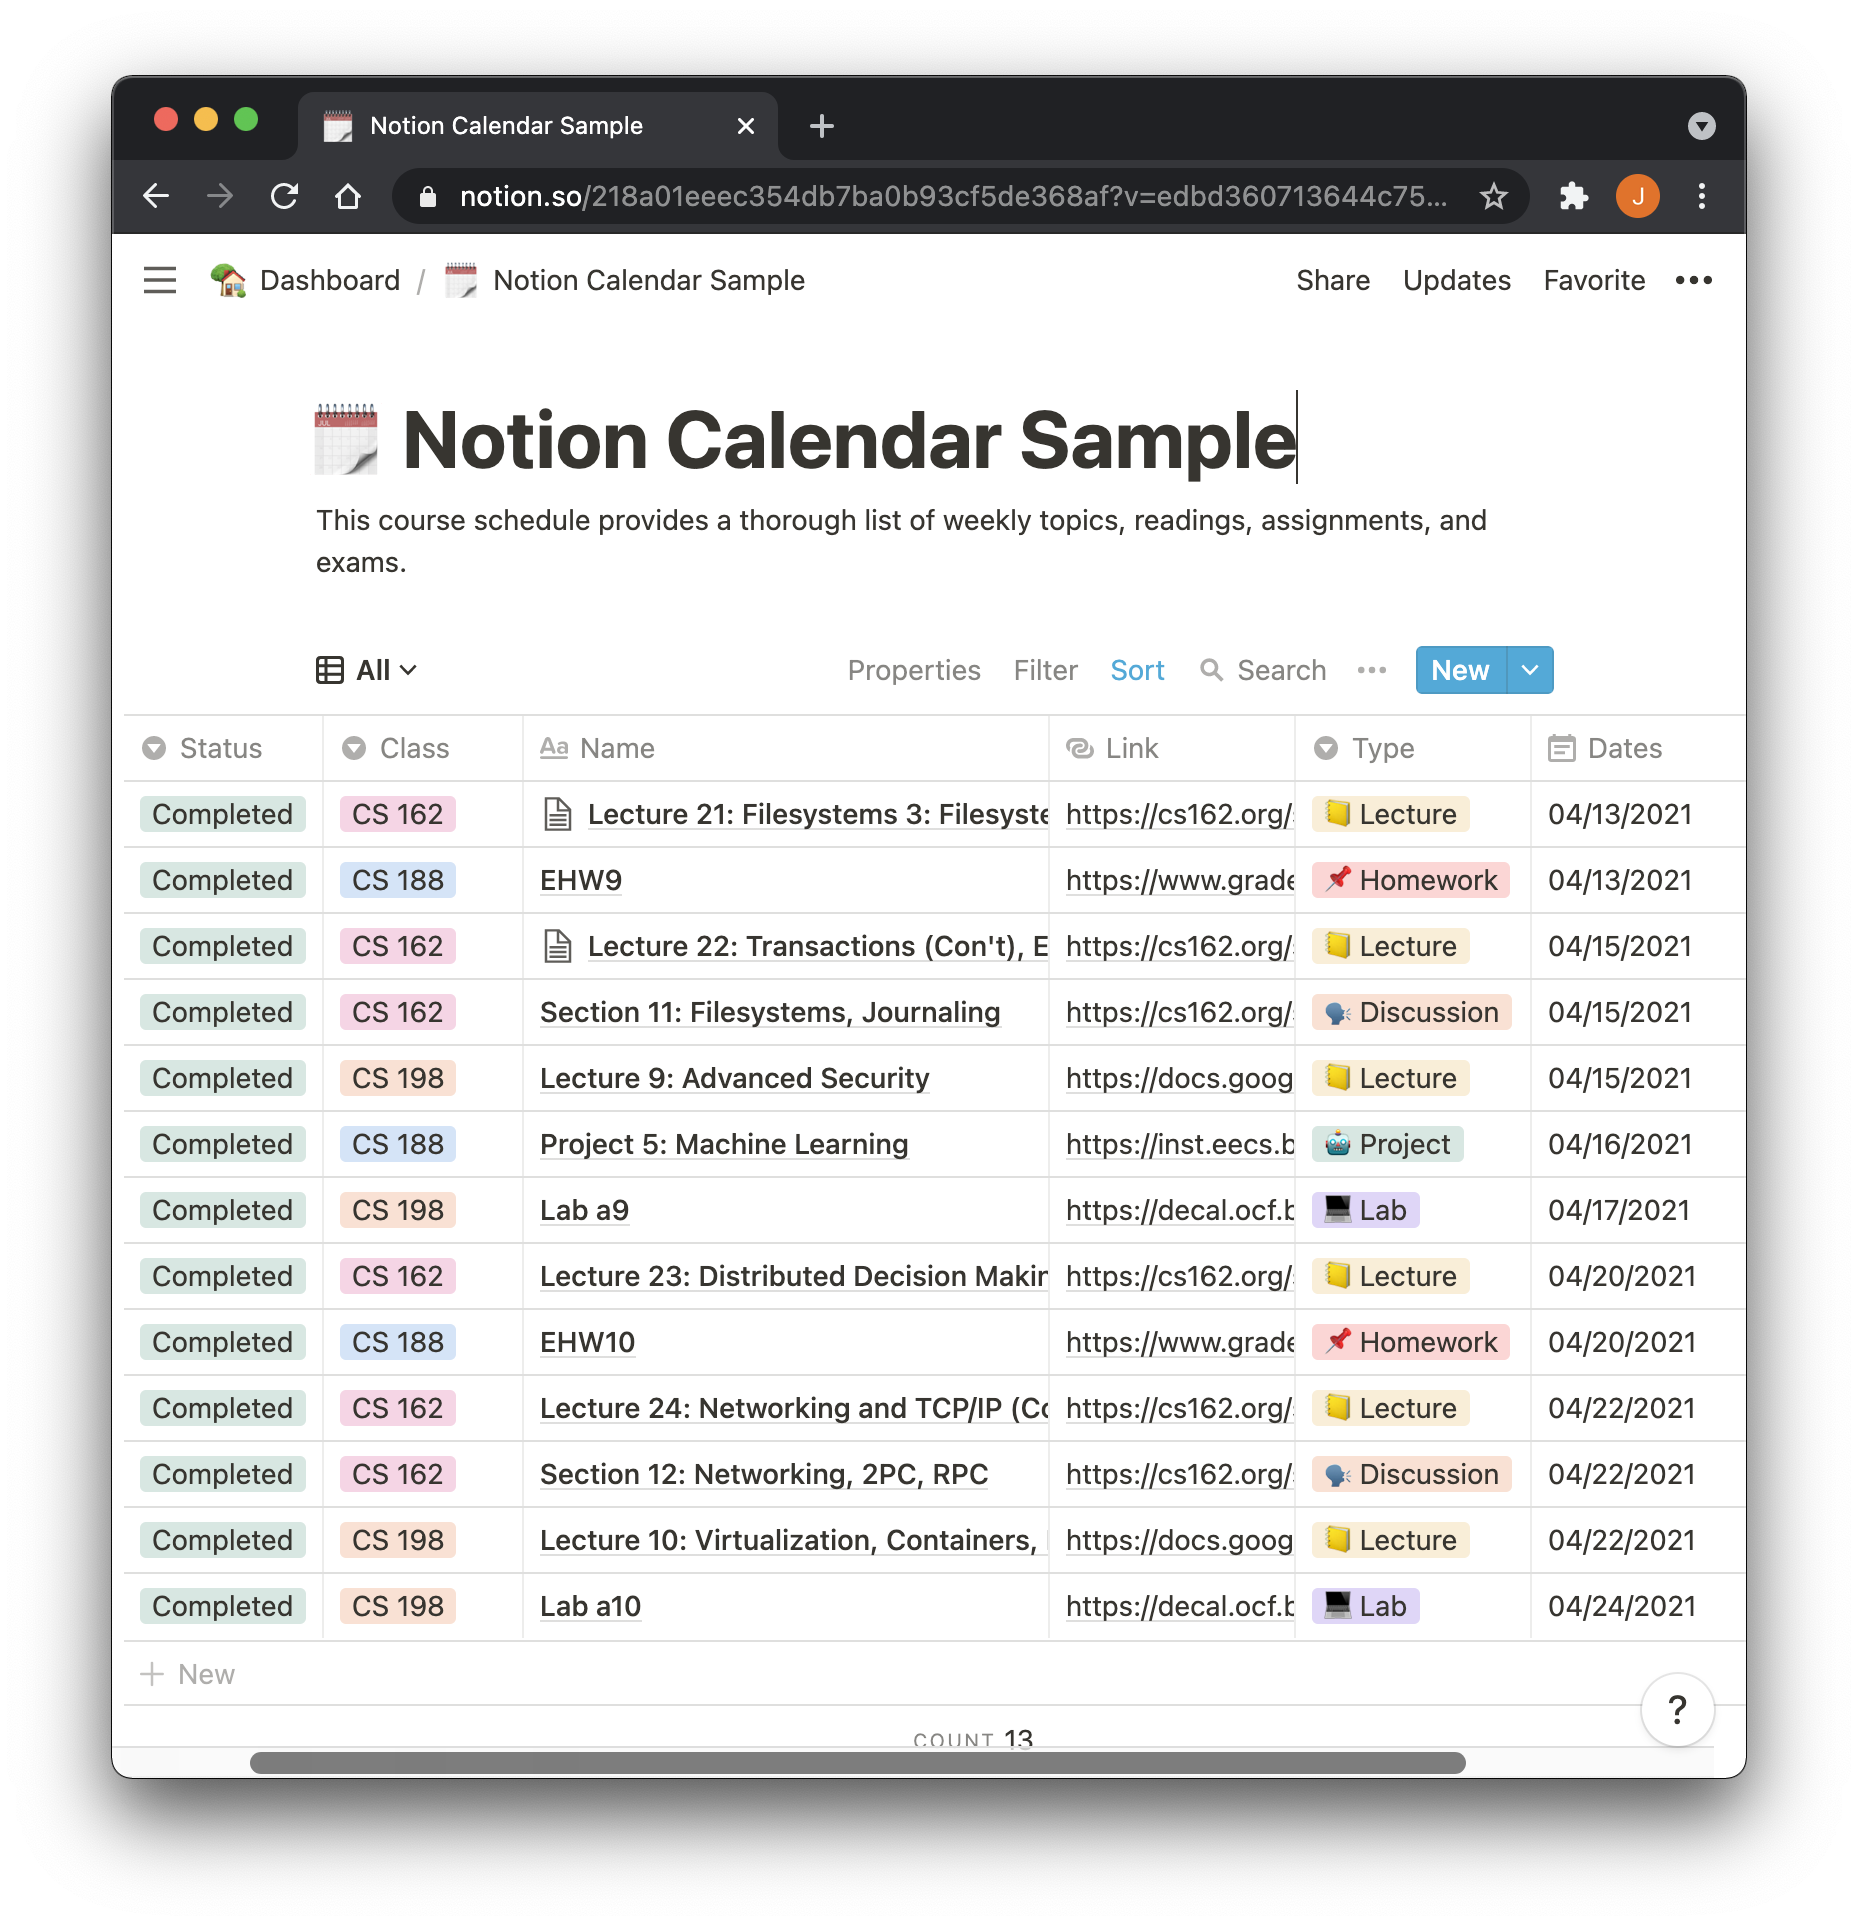 Notion Calendar Sample
notion.so/218a01eeec354db7ba0b93cf5de368af?v=edbd360713644c75...
J
Dashboard / Notion Calendar Sample Share Updates Favorite
Notion Calendar Sample
This course schedule provides a thorough list of weekly topics, readings, assignments, and
exams.
All Properties Filter Sort Search New
Status Class Aa Name Link Type Dates
Completed CS 162 Lecture 21: Filesystems 3: Filesyste https://cs162.org/ Lecture 04/13/2021
Completed CS 188 EHW9 https://www.grade Homework 04/13/2021
Completed CS 162 Lecture 22: Transactions (Con't), E https://cs162.org/ Lecture 04/15/2021
Completed CS 162 Section 11: Filesystems, Journaling https://cs162.org/ Discussion 04/15/2021
Completed CS 198 Lecture 9: Advanced Security https://docs.goog Lecture 04/15/2021
Completed CS 188 Project 5: Machine Learning https://inst.eecs.b Project 04/16/2021
Completed CS 198 Lab a9 https://decal.ocf.b Lab 04/17/2021
Completed CS 162 Lecture 23: Distributed Decision Makin https://cs162.org/ Lecture 04/20/2021
Completed CS 188 EHW10 https://www.grade Homework 04/20/2021
Completed CS 162 Lecture 24: Networking and TCP/IP (Co https://cs162.org/ Lecture 04/22/2021
Completed CS 162 Section 12: Networking, 2PC, RPC https://cs162.org/ Discussion 04/22/2021
Completed CS 198 Lecture 10: Virtualization, Containers, https://docs.goog Lecture 04/22/2021
Completed CS 198 Lab a10 https://decal.ocf.b Lab 04/24/2021
+ New
?
COUNT 13